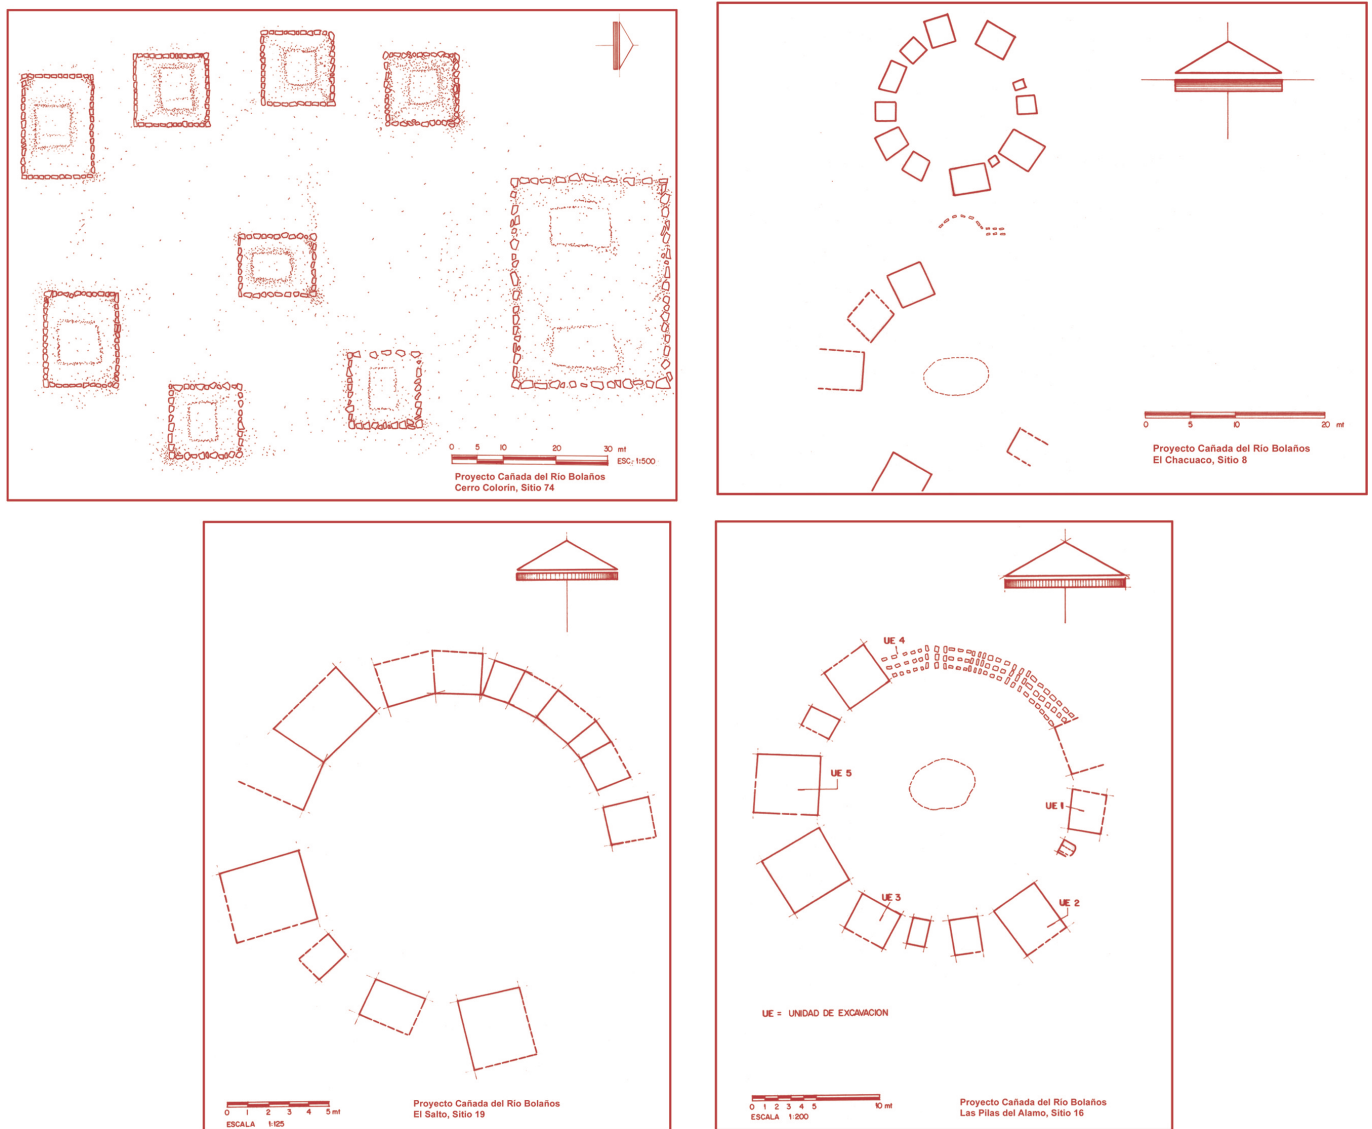 0 5 10 20 30 mt
ESC. 1:500
Proyecto Cañada del Río Bolaños
Cerro Colorín, Sitio 74
0 5 10 20 mt
Proyecto Cañada del Río Bolaños
El Chacuaco, Sitio 8
0 1 2 3 4 5 mt
ESCALA 1:125
Proyecto Cañada del Río Bolaños
El Salto, Sitio 19
UE 4
UE 5
UE 1
UE 3
UE 2
UE = UNIDAD DE EXCAVACION
0 1 2 3 4 5 10 mt
ESCALA 1:200
Proyecto Cañada del Río Bolaños
Las Pilas del Alamo, Sitio 16